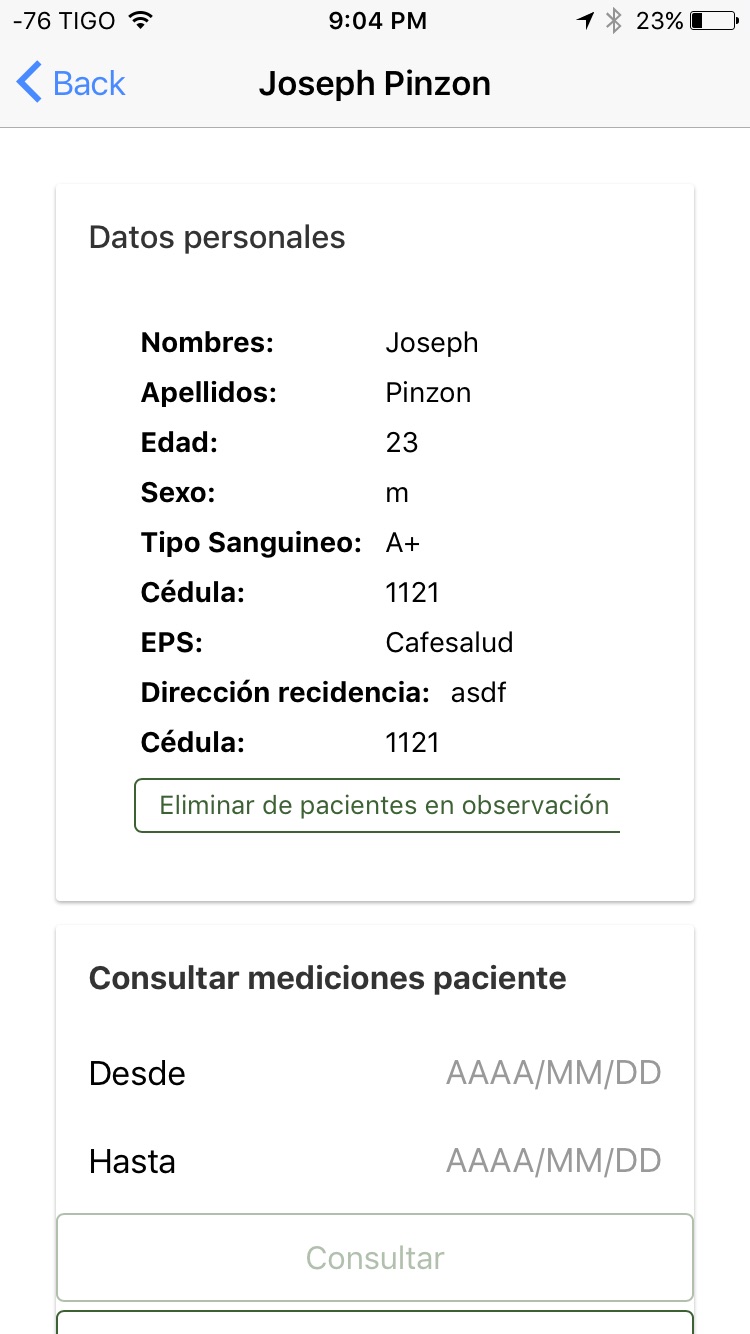 -76 TIGO 9:04 PM 23%
Back Joseph Pinzon
Datos personales
Nombres: Joseph
Apellidos: Pinzon
Edad: 23
Sexo: m
Tipo Sanguineo: A+
Cédula: 1121
EPS: Cafesalud
Dirección recidencia: asdf
Cédula: 1121
Eliminar de pacientes en observación
Consultar mediciones paciente
Desde AAAA/MM/DD
Hasta AAAA/MM/DD
Consultar